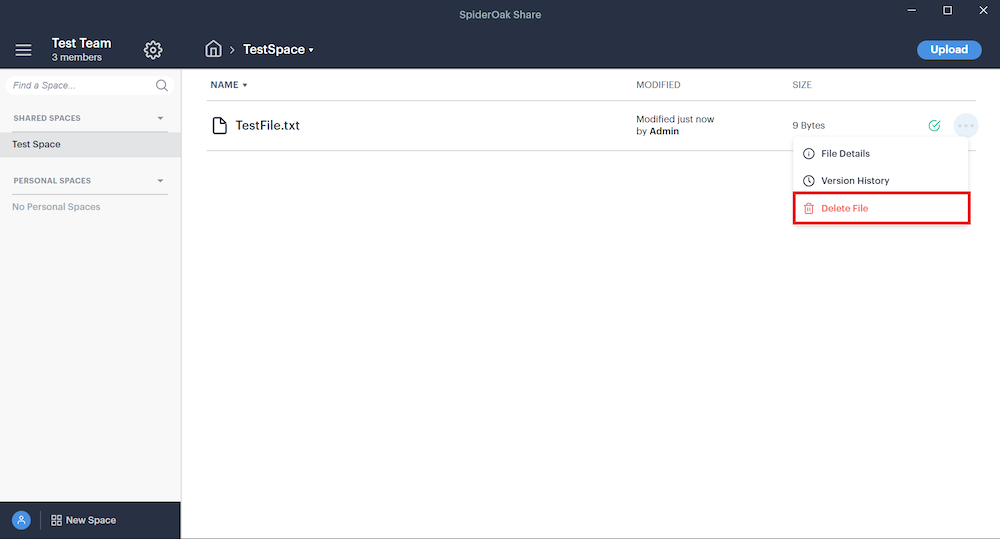 SpiderOak Share
Test Team
3 members
TestSpace
Upload
Find a Space...
SHARED SPACES
Test Space
PERSONAL SPACES
No Personal Spaces
NAME
MODIFIED
SIZE
TestFile.txt
Modified just now
by Admin
9 Bytes
File Details
Version History
Delete File
New Space